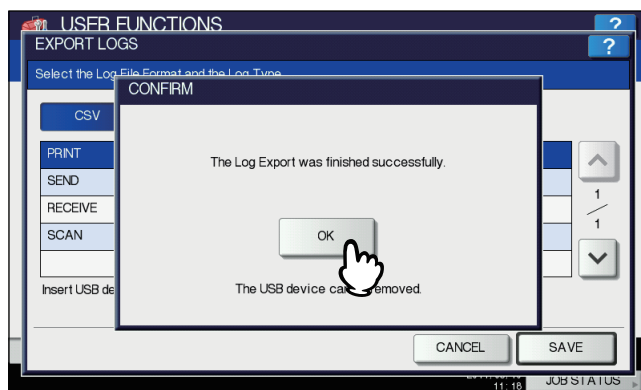 USER FUNCTIONS
?
EXPORT LOGS
?
Select the Log File Format and the Log Type
CONFIRM
CSV
PRINT
The Log Export was finished successfully.
SEND
RECEIVE
1
1
SCAN
OK
Insert USB de
The USB device can removed.
CANCEL
SAVE
11:18
JOB STATUS